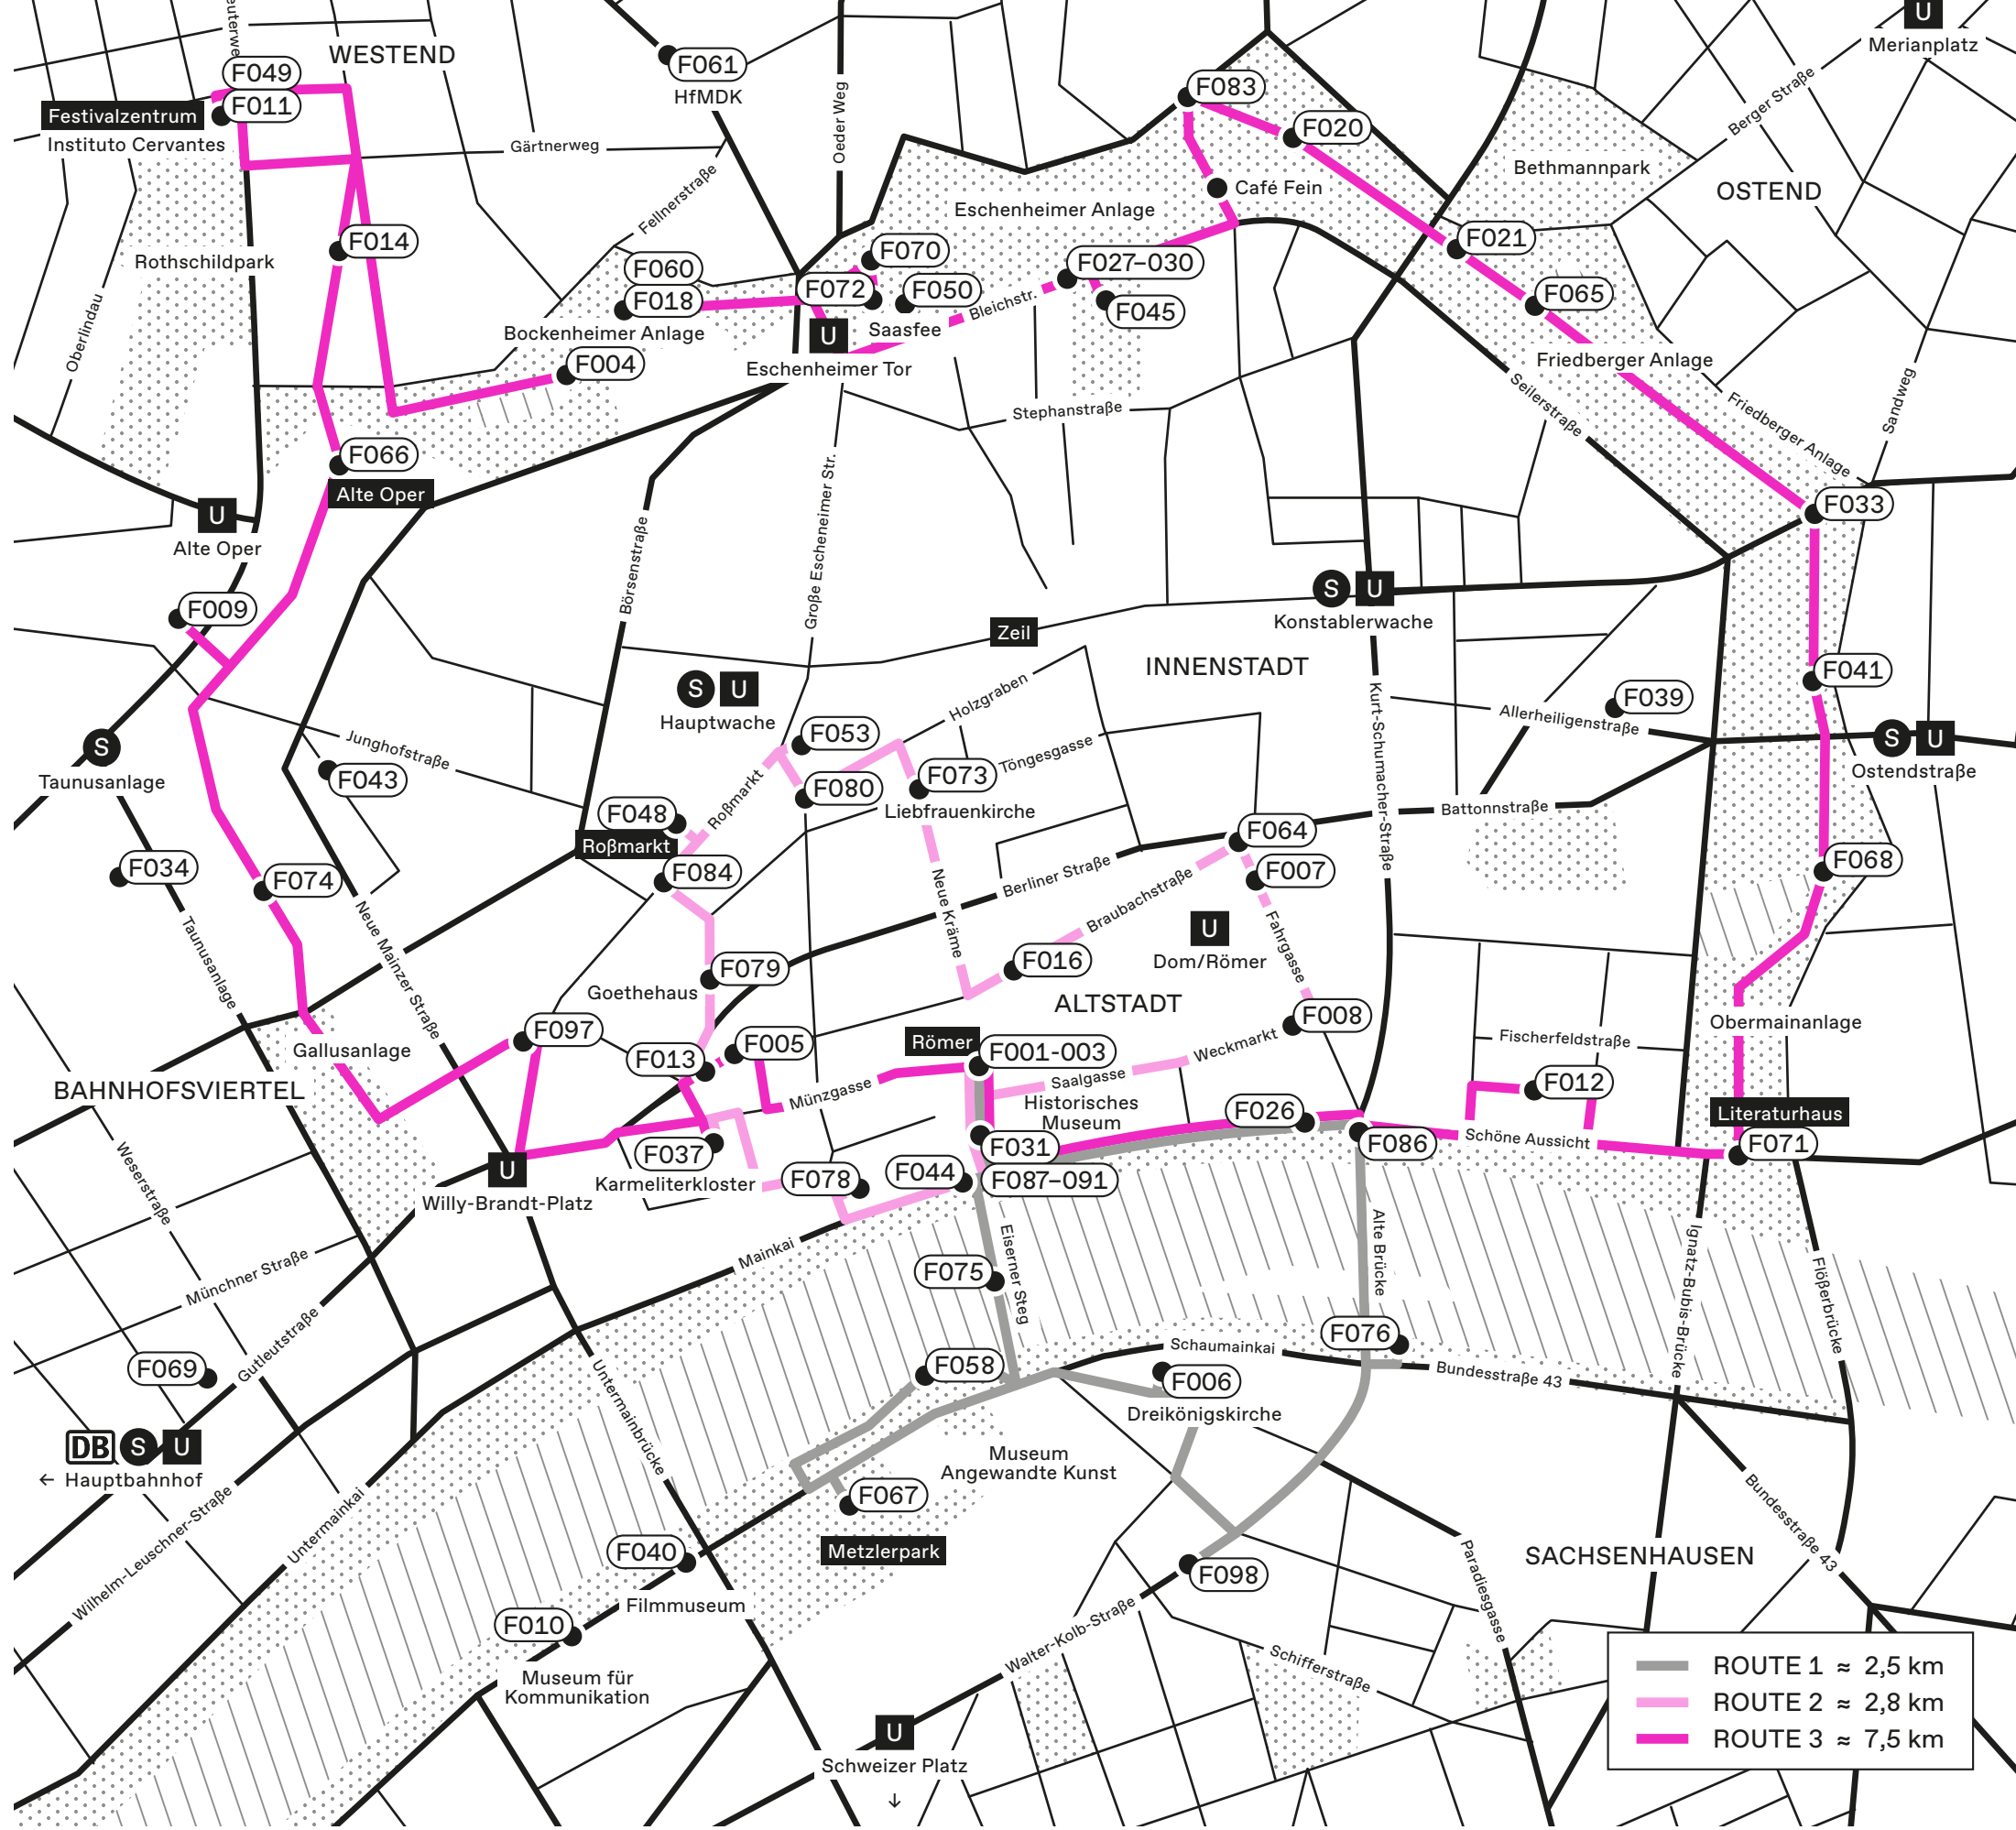 WESTEND
F049
F011
Festivalzentrum
Instituto Cervantes
F061
HfMDK
Oeder Weg
Gärtnerweg
Fellnerstraße
F083
F020
Café Fein
Eschenheimer Anlage
U
Merianplatz
Berger Straße
Bethmannpark
OSTEND
F014
Rothschildpark
Oberlindau
F060
F018
Bockenheimer Anlage
F004
F070
F072
F050
U
Saasfee
Eschenheimer Tor
Bleichstr.
F027–030
F045
F021
F065
Friedberger Anlage
Friedberger Anlage
Seilerstraße
Sandweg
Stephanstraße
F066
Alte Oper
U
Alte Oper
F033
F009
Börsenstraße
Große Escheneimer Str.
Zeil
S U
Konstablerwache
INNENSTADT
S U
Hauptwache
Holzgraben
F053
F080
F073
Töngesgasse
Liebfrauenkirche
Kurt-Schumacher-Straße
F039
Allerheiligenstraße
F041
S U
Ostendstraße
S
Taunusanlage
Junghofstraße
F043
F048
Roßmarkt
Roßmarkt
F084
Battonnstraße
F064
F007
Berliner Straße
Braubachstraße
Neue Kräme
Fahrgasse
F034
F074
Taunusanlage
Neue Mainzer Straße
F068
F079
Goethehaus
F016
U
Dom/Römer
ALTSTADT
F008
Weckmarkt
Obermainanlage
Fischerfeldstraße
Gallusanlage
F097
F013
F005
Römer
F001-003
Münzgasse
Saalgasse
Historisches
Museum
F012
BAHNHOFSVIERTEL
F026
F086
Schöne Aussicht
Literaturhaus
F071
F031
F037
Karmeliterkloster
F078
F044
F087–091
U
Willy-Brandt-Platz
Weserstraße
Münchner Straße
Mainkai
Eiserner Steg
Alte Brücke
Ignatz-Bubis-Brücke
Flößerbrücke
F075
F076
F069
Gutleutstraße
Untermainbrücke
F058
Schaumainkai
F006
Dreikönigskirche
Bundesstraße 43
DB S U
← Hauptbahnhof
Wilhelm-Leuschner-Straße
Untermainkai
Museum
Angewandte Kunst
F067
Metzlerpark
F040
Filmmuseum
F098
Bundesstraße 43
Paradiesgasse
SACHSENHAUSEN
F010
Museum für
Kommunikation
Walter-Kolb-Straße
Schifferstraße
U
Schweizer Platz
↓
ROUTE 1 ≈ 2,5 km
ROUTE 2 ≈ 2,8 km
ROUTE 3 ≈ 7,5 km